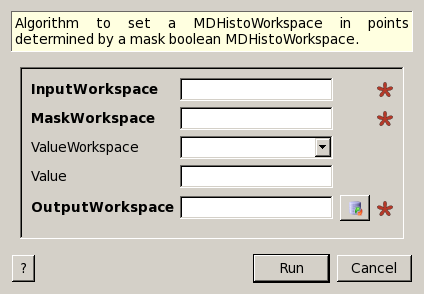 Algorithm to set a MDHistoWorkspace in points
determined by a mask boolean MDHistoWorkspace.
InputWorkspace
MaskWorkspace
ValueWorkspace
Value
OutputWorkspace
? Run Cancel